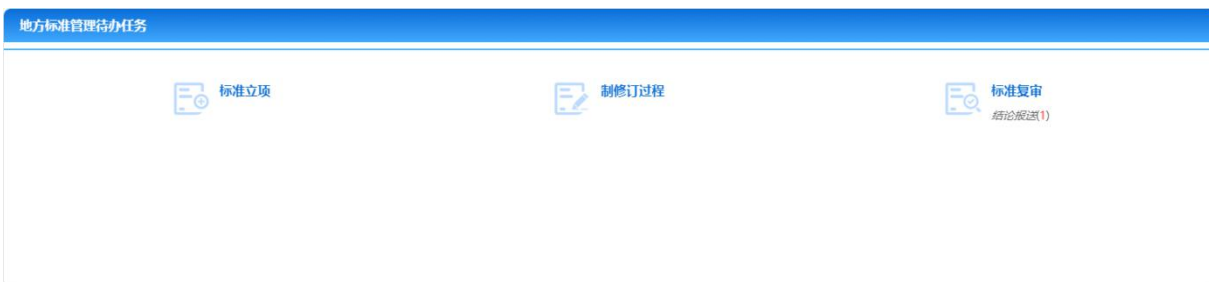 地方标准管理待办任务
标准立项
制修订过程
标准复审
结论报送(1)